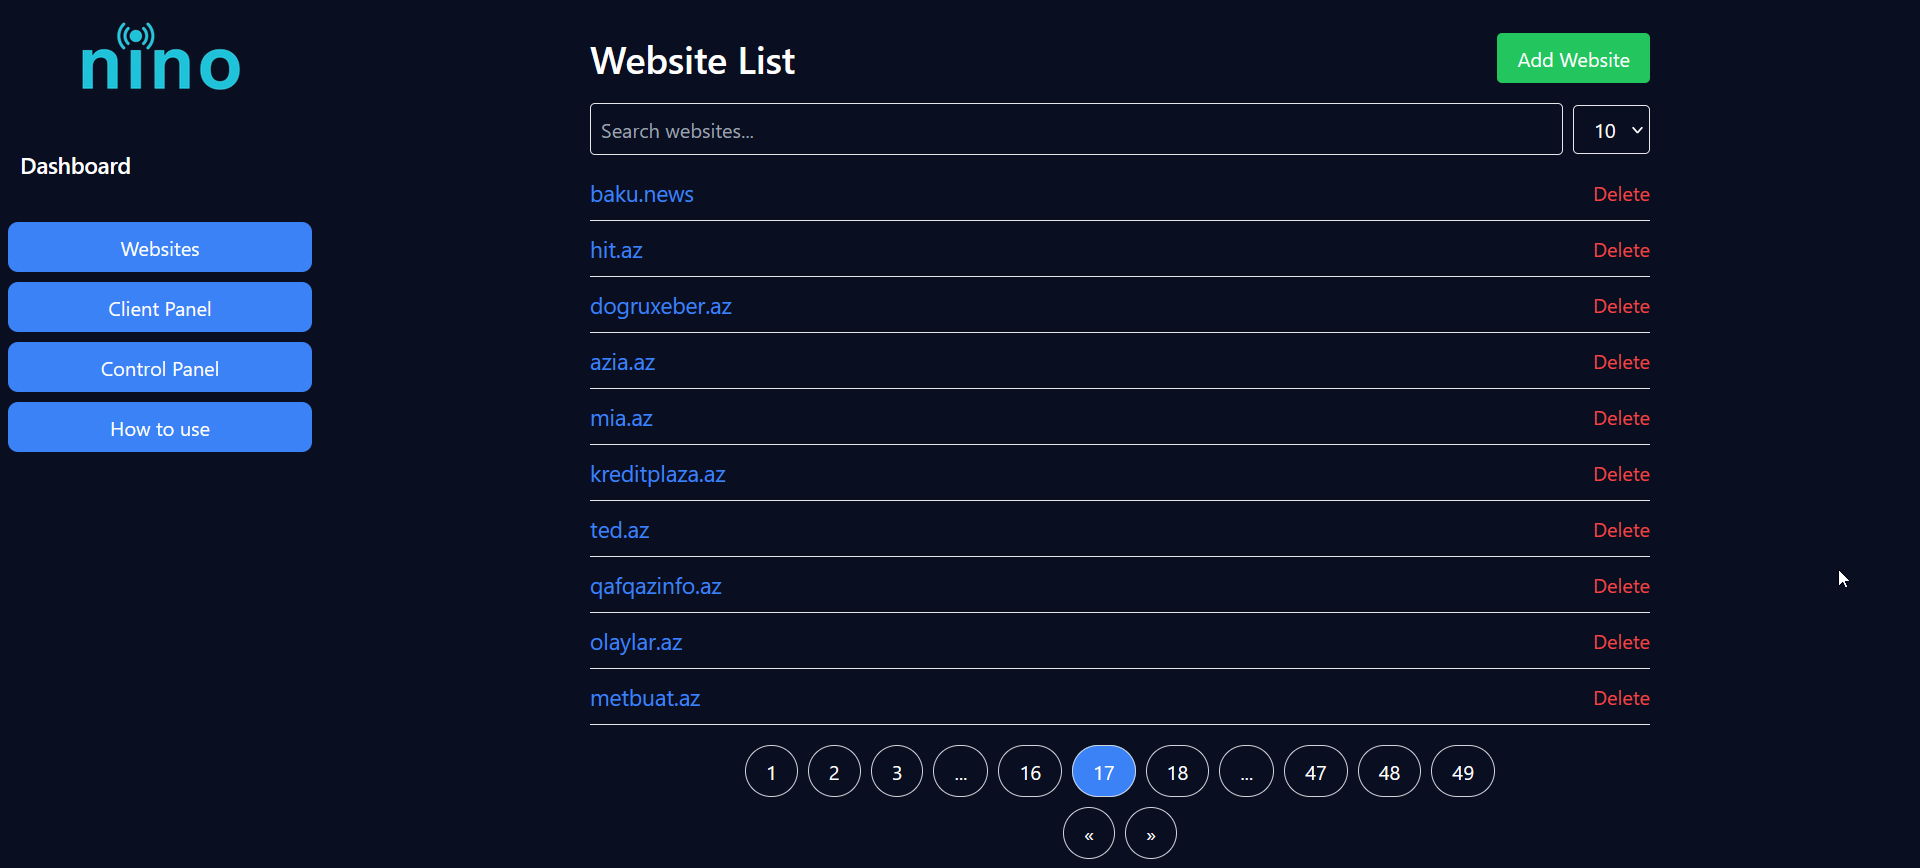 nino
Dashboard
Websites
Client Panel
Control Panel
How to use
Website List
Add Website
Search websites...
10
baku.news Delete
hit.az Delete
dogruxeber.az Delete
azia.az Delete
mia.az Delete
kreditplaza.az Delete
ted.az Delete
qafqazinfo.az Delete
olaylar.az Delete
metbuat.az Delete
1 2 3 ... 16 17 18 ... 47 48 49
« »